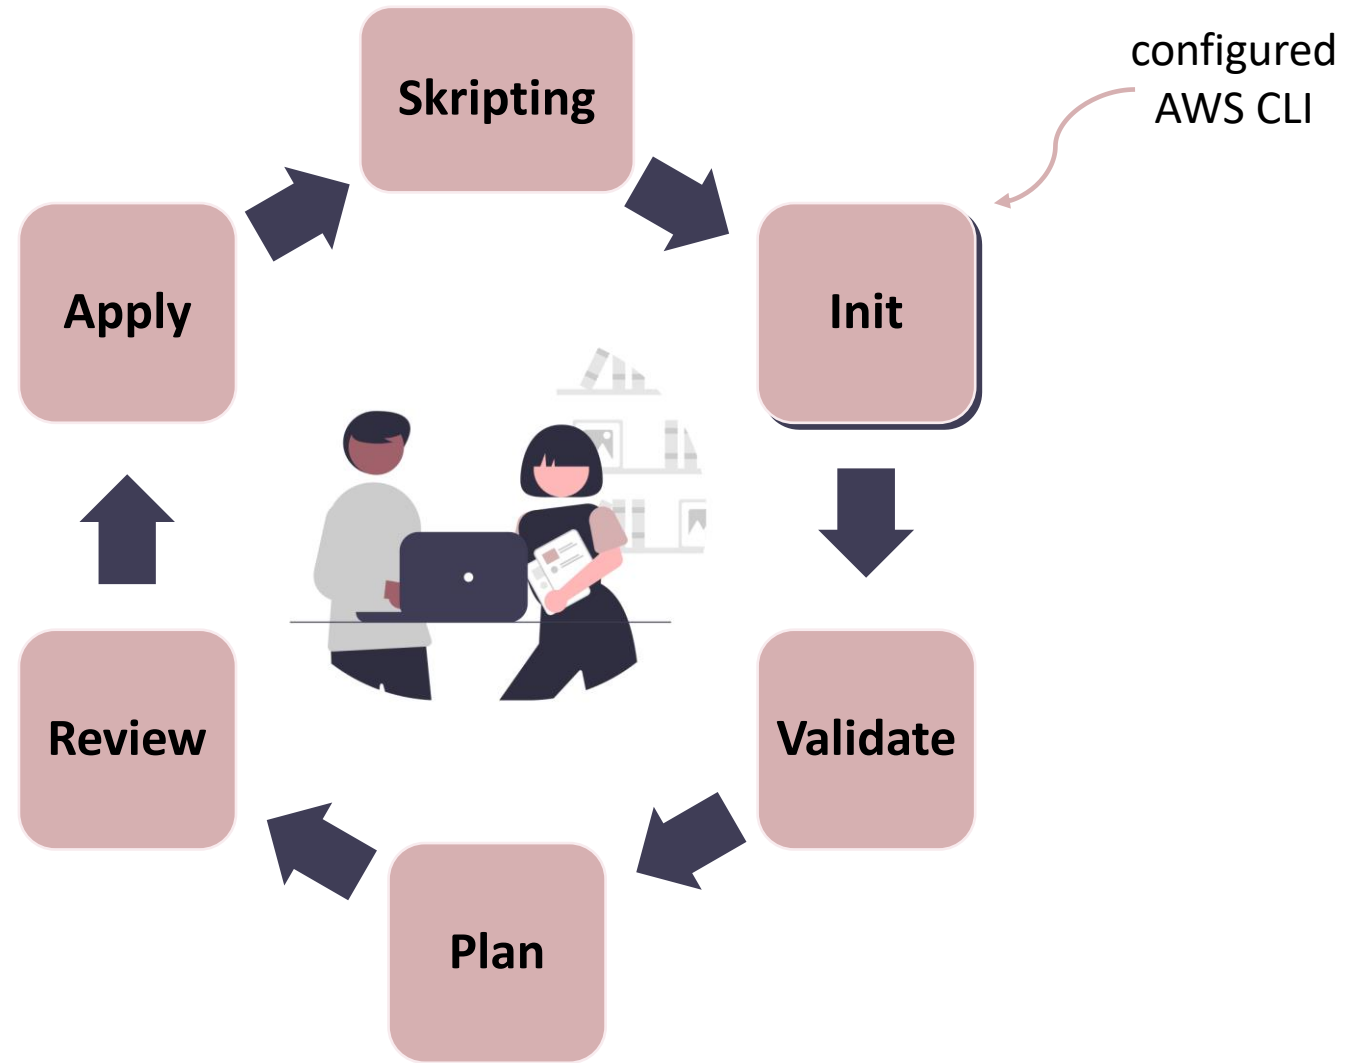 Skripting
configured
AWS CLI
Init
Validate
Plan
Review
Apply